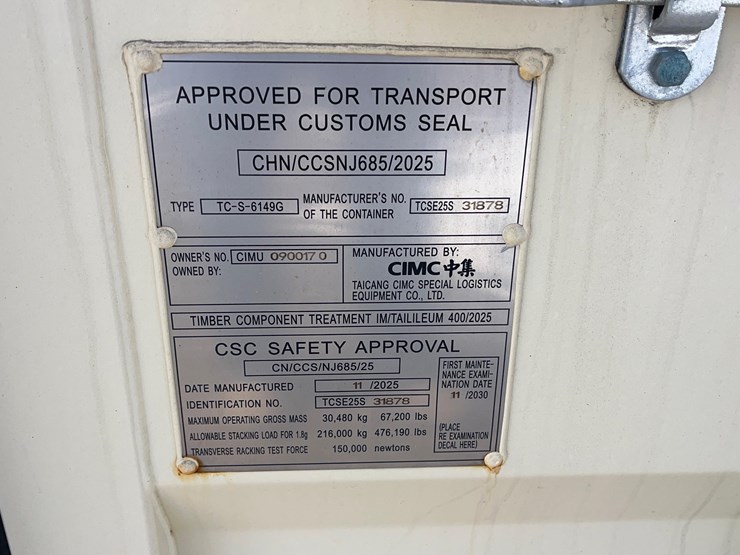 APPROVED FOR TRANSPORT
UNDER CUSTOMS SEAL
CHN/CCSNJ685/2025
TYPE TC-S-6149G MANUFACTURER'S NO. OF THE CONTAINER TCSE25S 31878
OWNER'S NO. CIMU 090017 0
OWNED BY:
MANUFACTURED BY:
CIMC中集
TAICANG CIMC SPECIAL LOGISTICS
EQUIPMENT CO., LTD.
TIMBER COMPONENT TREATMENT IM/TAILILEUM 400/2025
CSC SAFETY APPROVAL
CN/CCS/NJ685/25
DATE MANUFACTURED 11 /2025
IDENTIFICATION NO. TCSE25S 31878
MAXIMUM OPERATING GROSS MASS 30,480 kg 67,200 lbs
ALLOWABLE STACKING LOAD FOR 1.8g 216,000 kg 476,190 lbs
TRANSVERSE RACKING TEST FORCE 150,000 newtons
FIRST MAINTE-
NANCE EXAMI-
NATION DATE
11 /2030
(PLACE
RE EXAMINATION
DECAL HERE)